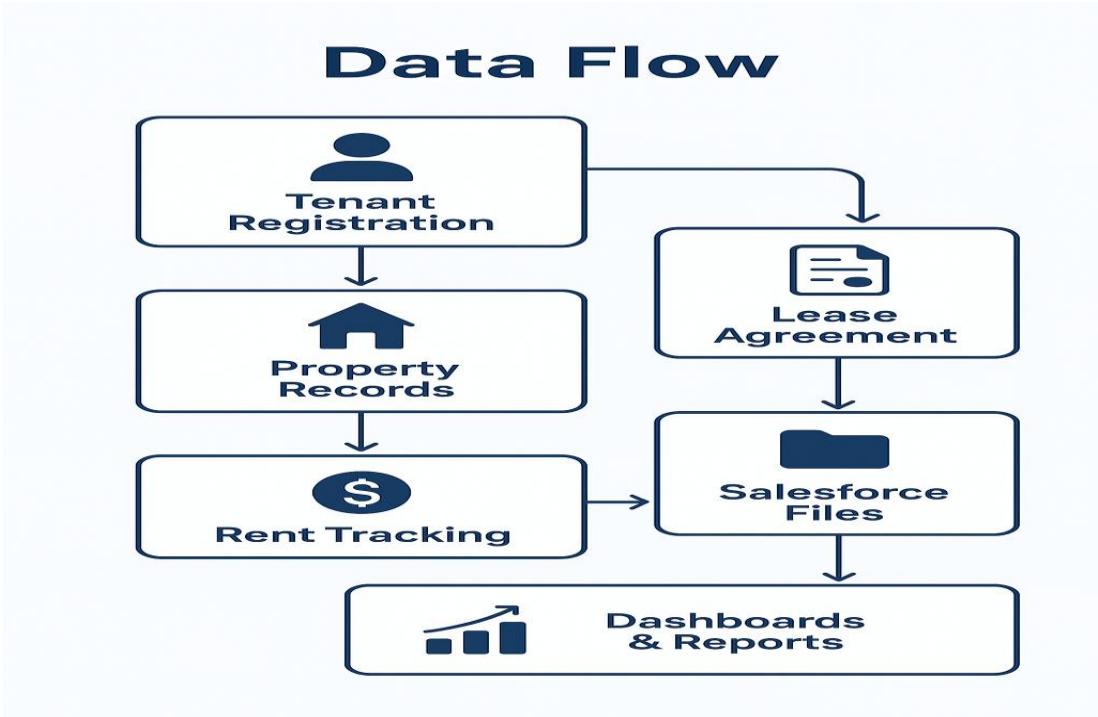 Data Flow
Tenant
Registration
Lease
Agreement
Property
Records
Salesforce
Files
$
Rent Tracking
Dashboards
& Reports